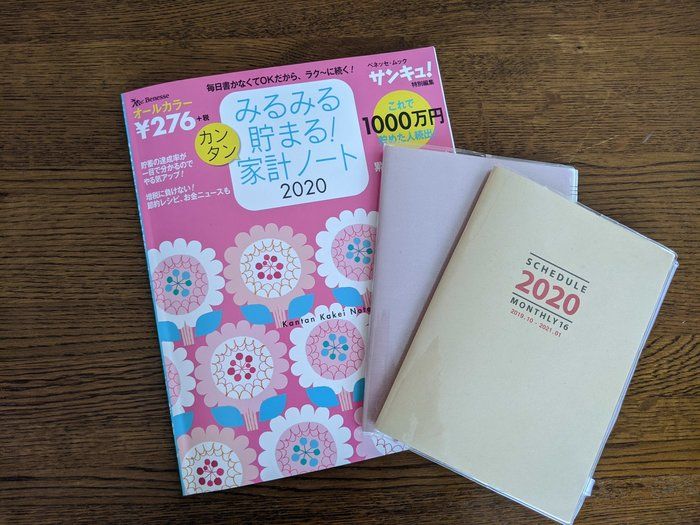 毎日書かなくてOKだから、ラク〜に続く!
Benesse
オールカラー
¥276+税
ベネッセ・ムック
サンキュ!
特別編集
カンタン
みるみる
貯まる!
家計ノート
2020
これで
1000万円
貯めた人続出
貯蓄の達成率が
一目で分かるので
やる気アップ!
増税に負けない!
節約レシピ、お金ニュースも
Kantan Kakei Note
SCHEDULE
2020
MONTHLY 16
2019.10 - 2021.01